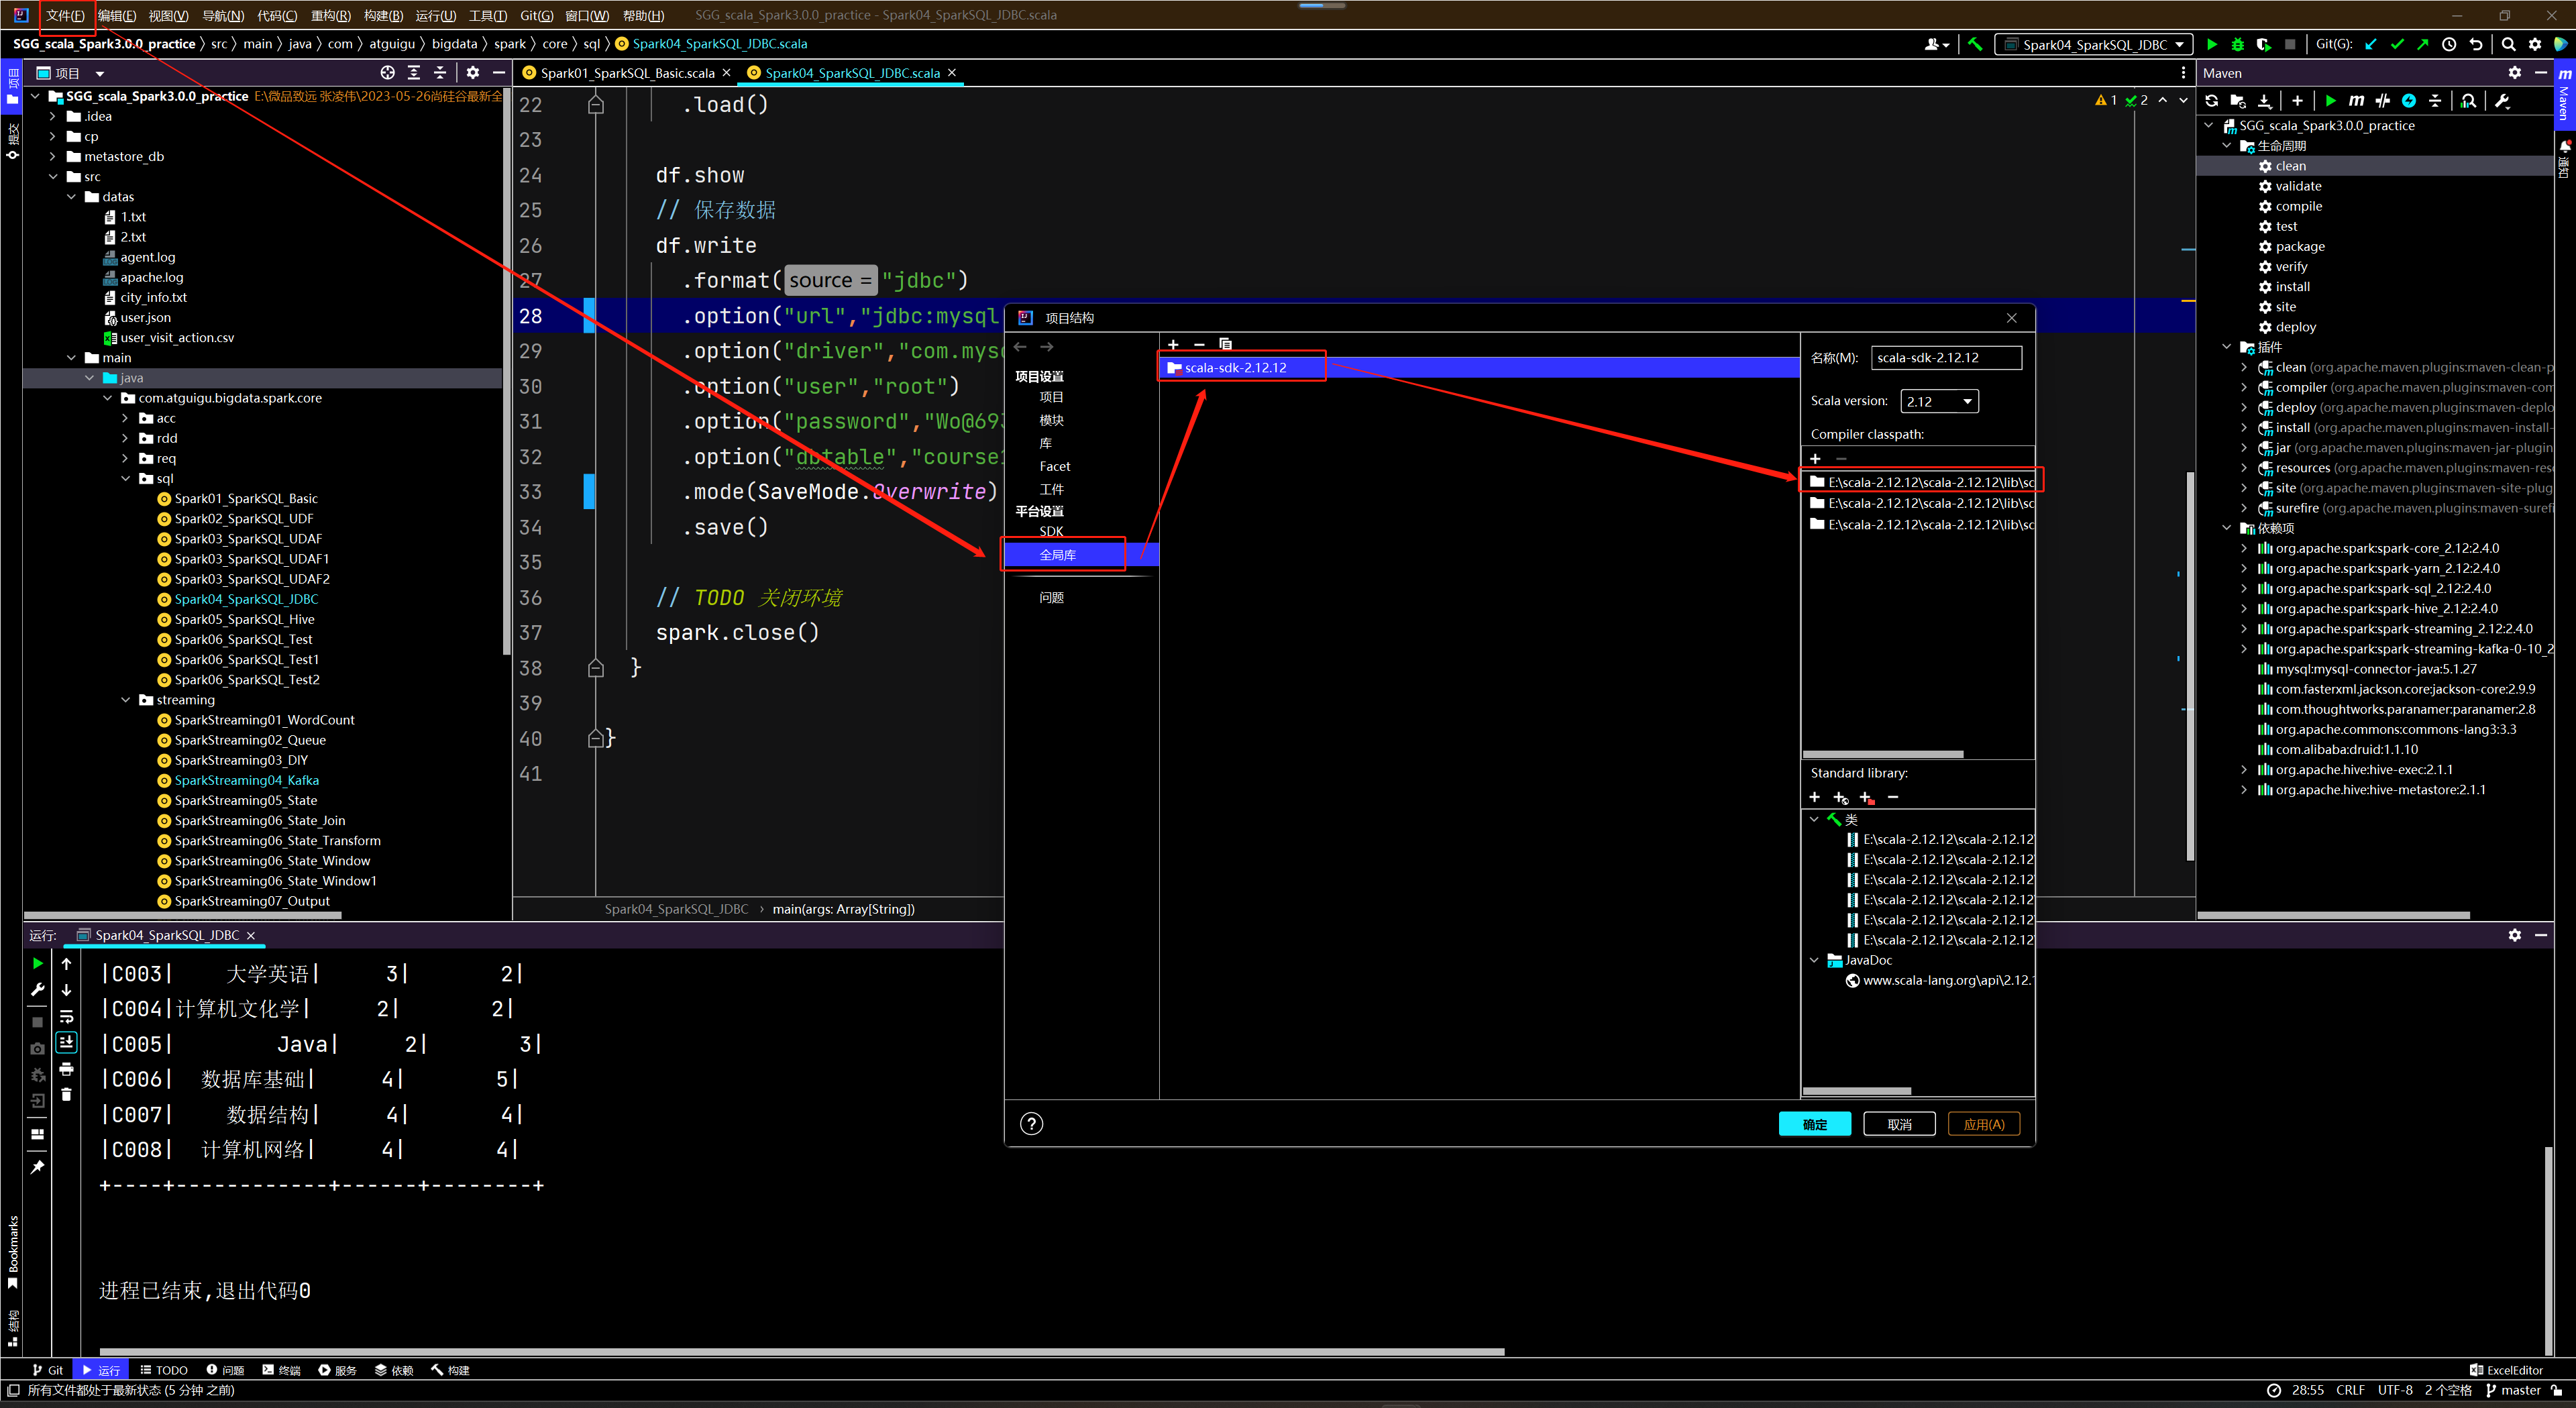 文件(F) 编辑(E) 视图(V) 导航(N) 代码(C) 重构(R) 构建(B) 运行(U) 工具(T) Git(G) 窗口(W) 帮助(H) SGG_scala_Spark3.0.0_practice - Spark04_SparkSQL_JDBC.scala
SGG_scala_Spark3.0.0_practice src main java com atguigu bigdata spark core sql Spark04_SparkSQL_JDBC.scala
Spark04_SparkSQL_JDBC Git(G):
项目
提交
Bookmarks
结构
项目
SGG_scala_Spark3.0.0_practice E:\微品致远 张凌伟\2023-05-26尚硅谷最新全
.idea
cp
metastore_db
src
datas
1.txt
2.txt
agent.log
apache.log
city_info.txt
user.json
user_visit_action.csv
main
java
com.atguigu.bigdata.spark.core
acc
rdd
req
sql
Spark01_SparkSQL_Basic
Spark02_SparkSQL_UDF
Spark03_SparkSQL_UDAF
Spark03_SparkSQL_UDAF1
Spark03_SparkSQL_UDAF2
Spark04_SparkSQL_JDBC
Spark05_SparkSQL_Hive
Spark06_SparkSQL_Test
Spark06_SparkSQL_Test1
Spark06_SparkSQL_Test2
streaming
SparkStreaming01_WordCount
SparkStreaming02_Queue
SparkStreaming03_DIY
SparkStreaming04_Kafka
SparkStreaming05_State
SparkStreaming06_State_Join
SparkStreaming06_State_Transform
SparkStreaming06_State_Window
SparkStreaming06_State_Window1
SparkStreaming07_Output
Spark01_SparkSQL_Basic.scala Spark04_SparkSQL_JDBC.scala
1 2
22 .load()
23
24 df.show
25 // 保存数据
26 df.write
27 .format( source = "jdbc")
28 .option("url","jdbc:mysql
29 .option("driver","com.mysq
30 .option("user","root")
31 .option("password","Wo@693
32 .option("dbtable","course1
33 .mode(SaveMode.Overwrite)
34 .save()
35
36 // TODO 关闭环境
37 spark.close()
38 }
39
40 }
41
Spark04_SparkSQL_JDBC › main(args: Array[String])
项目结构
项目设置
项目
模块
库
Facet
工件
平台设置
SDK
全局库
问题
scala-sdk-2.12.12
名称(M): scala-sdk-2.12.12
Scala version: 2.12
Compiler classpath:
E:\scala-2.12.12\scala-2.12.12\lib\sc
E:\scala-2.12.12\scala-2.12.12\lib\sc
E:\scala-2.12.12\scala-2.12.12\lib\sc
Standard library:
类
E:\scala-2.12.12\scala-2.12.12
E:\scala-2.12.12\scala-2.12.12
E:\scala-2.12.12\scala-2.12.12
E:\scala-2.12.12\scala-2.12.12
E:\scala-2.12.12\scala-2.12.12
E:\scala-2.12.12\scala-2.12.12
JavaDoc
www.scala-lang.org\api\2.12.
? 确定 取消 应用(A)
Maven
SGG_scala_Spark3.0.0_practice
生命周期
clean
validate
compile
test
package
verify
install
site
deploy
插件
clean (org.apache.maven.plugins:maven-clean-p
compiler (org.apache.maven.plugins:maven-com
deploy (org.apache.maven.plugins:maven-deplo
install (org.apache.maven.plugins:maven-install-
jar (org.apache.maven.plugins:maven-jar-plugin
resources (org.apache.maven.plugins:maven-res
site (org.apache.maven.plugins:maven-site-plug
surefire (org.apache.maven.plugins:maven-surefi
依赖项
org.apache.spark:spark-core_2.12:2.4.0
org.apache.spark:spark-yarn_2.12:2.4.0
org.apache.spark:spark-sql_2.12:2.4.0
org.apache.spark:spark-hive_2.12:2.4.0
org.apache.spark:spark-streaming_2.12:2.4.0
org.apache.spark:spark-streaming-kafka-0-10_2
mysql:mysql-connector-java:5.1.27
com.fasterxml.jackson.core:jackson-core:2.9.9
com.thoughtworks.paranamer:paranamer:2.8
org.apache.commons:commons-lang3:3.3
com.alibaba:druid:1.1.10
org.apache.hive:hive-exec:2.1.1
org.apache.hive:hive-metastore:2.1.1
Maven
通知
运行: Spark04_SparkSQL_JDBC
|C003| 大学英语| 3| 2|
|C004|计算机文化学| 2| 2|
|C005| Java| 2| 3|
|C006| 数据库基础| 4| 5|
|C007| 数据结构| 4| 4|
|C008| 计算机网络| 4| 4|
+----+------------+------+--------+
进程已结束,退出代码0
Git 运行 TODO 问题 终端 服务 依赖 构建 ExcelEditor
所有文件都处于最新状态 (5 分钟 之前) 28:55 CRLF UTF-8 2 个空格 master